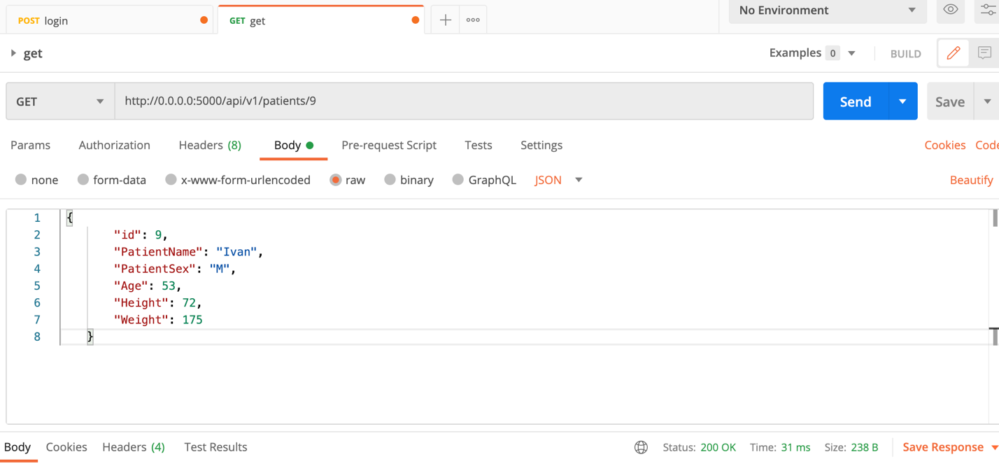 POST login
GET get
No Environment
get
Examples 0
BUILD
GET
http://0.0.0.0:5000/api/v1/patients/9
Send
Save
Params Authorization Headers (8) Body Pre-request Script Tests Settings
Cookies
none form-data x-www-form-urlencoded raw binary GraphQL JSON
Beautify
1 {
2 "id": 9,
3 "PatientName": "Ivan",
4 "PatientSex": "M",
5 "Age": 53,
6 "Height": 72,
7 "Weight": 175
8 }
Body Cookies Headers (4) Test Results
Status: 200 OK Time: 31 ms Size: 238 B Save Response